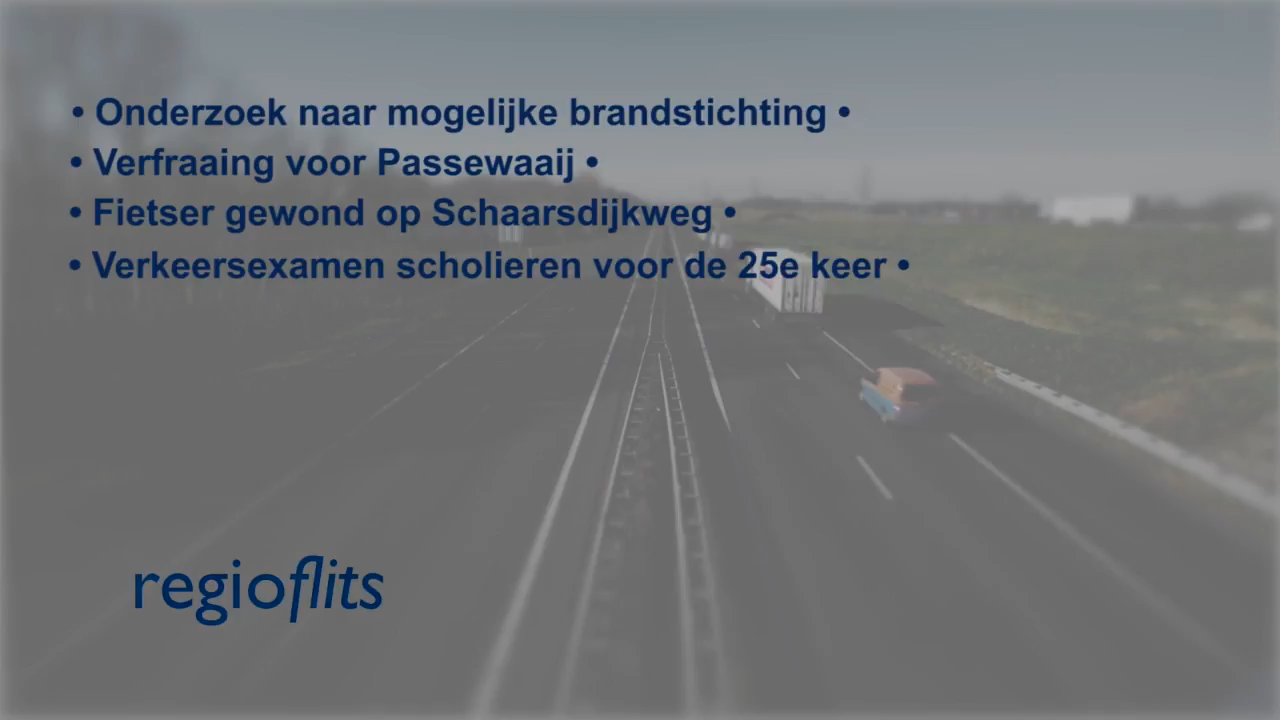 • Onderzoek naar mogelijke brandstichting •
• Verfraaing voor Passewaaij •
• Fietser gewond op Schaarsdijkweg •
• Verkeersexamen scholieren voor de 25e keer •
regioflits